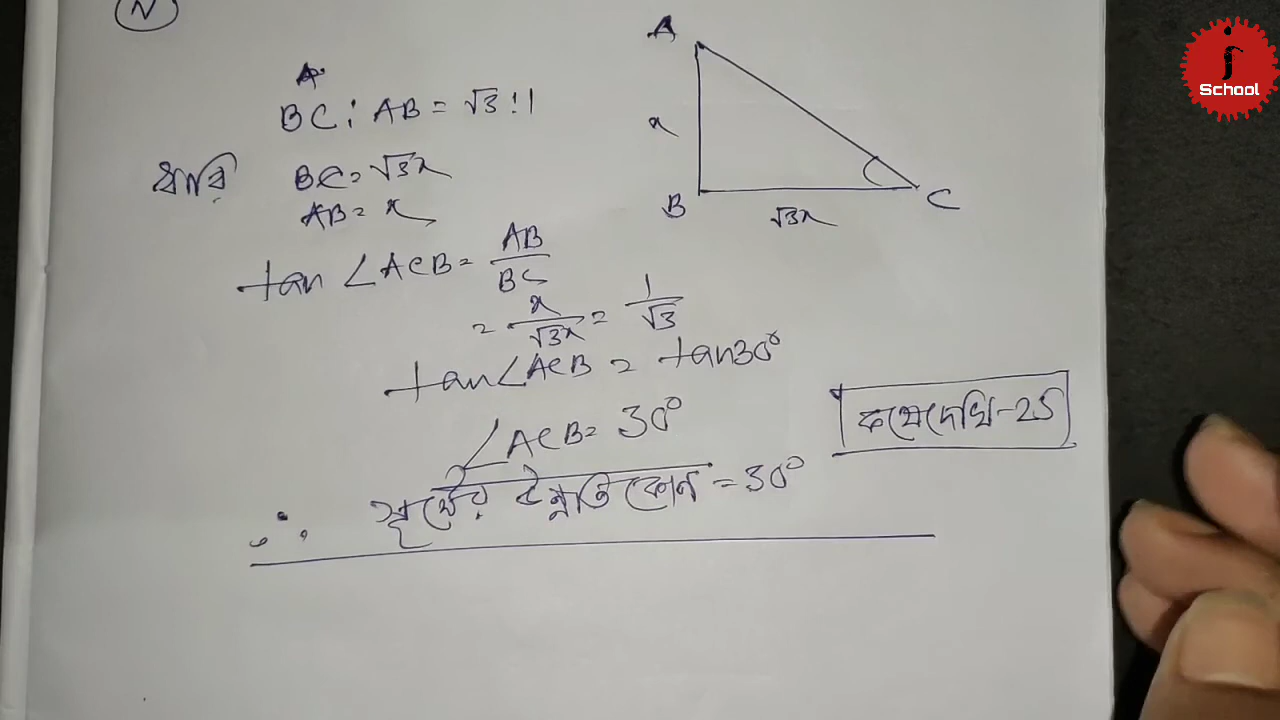 N
A
BC : AB = √3 : 1
ধরি BC = √3x
AB = x
tan ∠ACB = AB/BC
= x/√3x = 1/√3
tan∠ACB = tan30°
∠ACB = 30°
∴ সূর্যের উন্নতি কোন = 30°
A
x
B
√3x
C
কষে দেখি-25
School